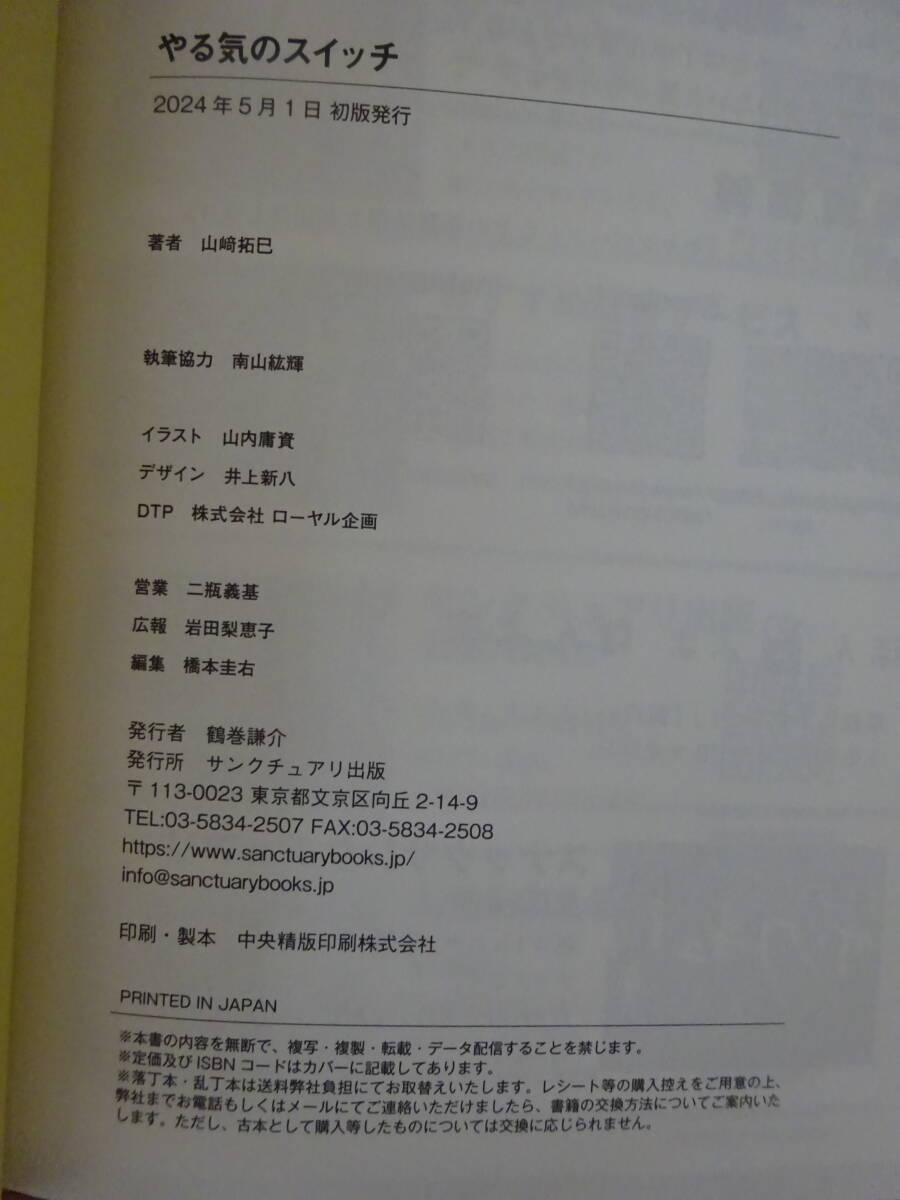 やる気のスイッチ
2024年5月1日 初版発行
著者 山﨑拓巳
執筆協力 南山紘輝
イラスト 山内庸資
デザイン 井上新八
DTP 株式会社 ローヤル企画
営業 二瓶義基
広報 岩田梨恵子
編集 橋本圭右
発行者 鶴巻謙介
発行所 サンクチュアリ出版
〒113-0023 東京都文京区向丘 2-14-9
TEL:03-5834-2507 FAX:03-5834-2508
https://www.sanctuarybooks.jp/
info@sanctuarybooks.jp
印刷・製本 中央精版印刷株式会社
PRINTED IN JAPAN
※本書の内容を無断で、複写・複製・転載・データ配信することを禁じます。
※定価及びISBNコードはカバーに記載してあります。
※落丁本・乱丁本は送料弊社負担にてお取替えいたします。レシート等の購入控えをご用意の上、
弊社までお電話もしくはメールにてご連絡いただけましたら、書籍の交換方法についてご案内いた
します。ただし、古本として購入等したものについては交換に応じられません。